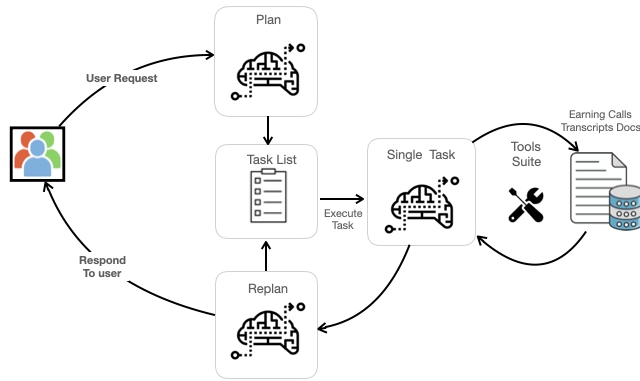 Plan
User Request
Task List
Single Task
Execute
Task
Tools
Suite
Earning Calls
Transcripts Docs
Respond
To user
Replan